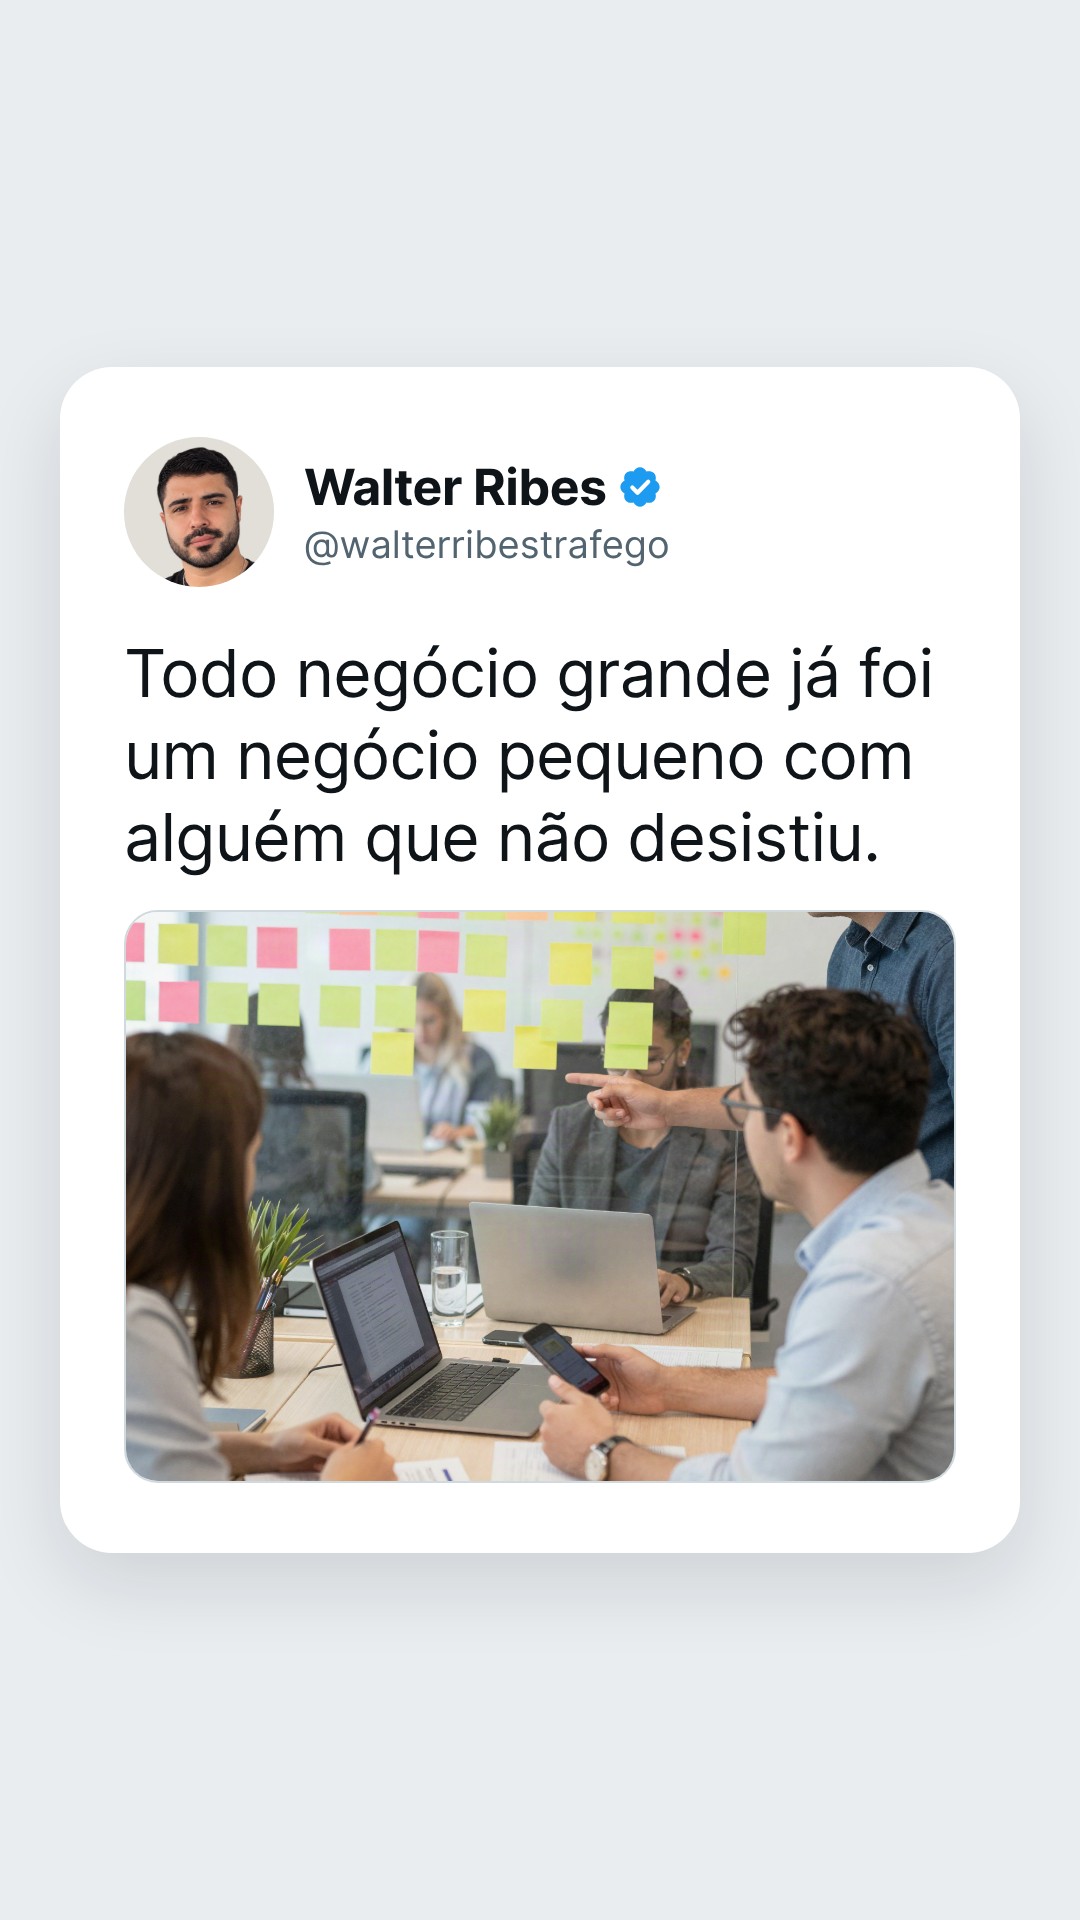 Walter Ribes
@walterribestrafego
Todo negócio grande já foi
um negócio pequeno com
alguém que não desistiu.